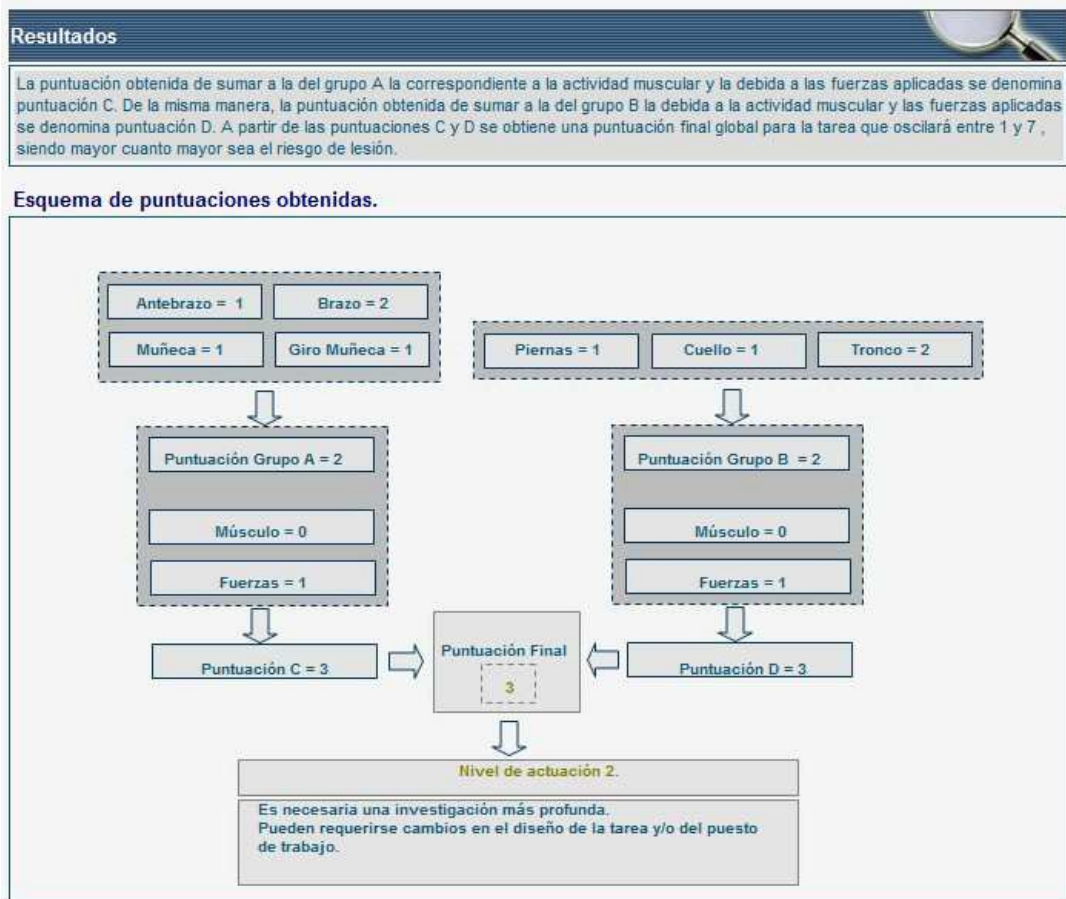 Resultados
La puntuación obtenida de sumar a la del grupo A la correspondiente a la actividad muscular y la debida a las fuerzas aplicadas se denomina
puntuación C. De la misma manera, la puntuación obtenida de sumar a la del grupo B la debida a la actividad muscular y las fuerzas aplicadas
se denomina puntuación D. A partir de las puntuaciones C y D se obtiene una puntuación final global para la tarea que oscilará entre 1 y 7 ,
siendo mayor cuanto mayor sea el riesgo de lesión.
Esquema de puntuaciones obtenidas.
Antebrazo = 1
Brazo = 2
Muñeca = 1
Giro Muñeca = 1
Piernas = 1
Cuello = 1
Tronco = 2
Puntuación Grupo A = 2
Músculo = 0
Fuerzas = 1
Puntuación Grupo B = 2
Músculo = 0
Fuerzas = 1
Puntuación C = 3
Puntuación Final
3
Puntuación D = 3
Nivel de actuación 2.
Es necesaria una investigación más profunda.
Pueden requerirse cambios en el diseño de la tarea y/o del puesto
de trabajo.